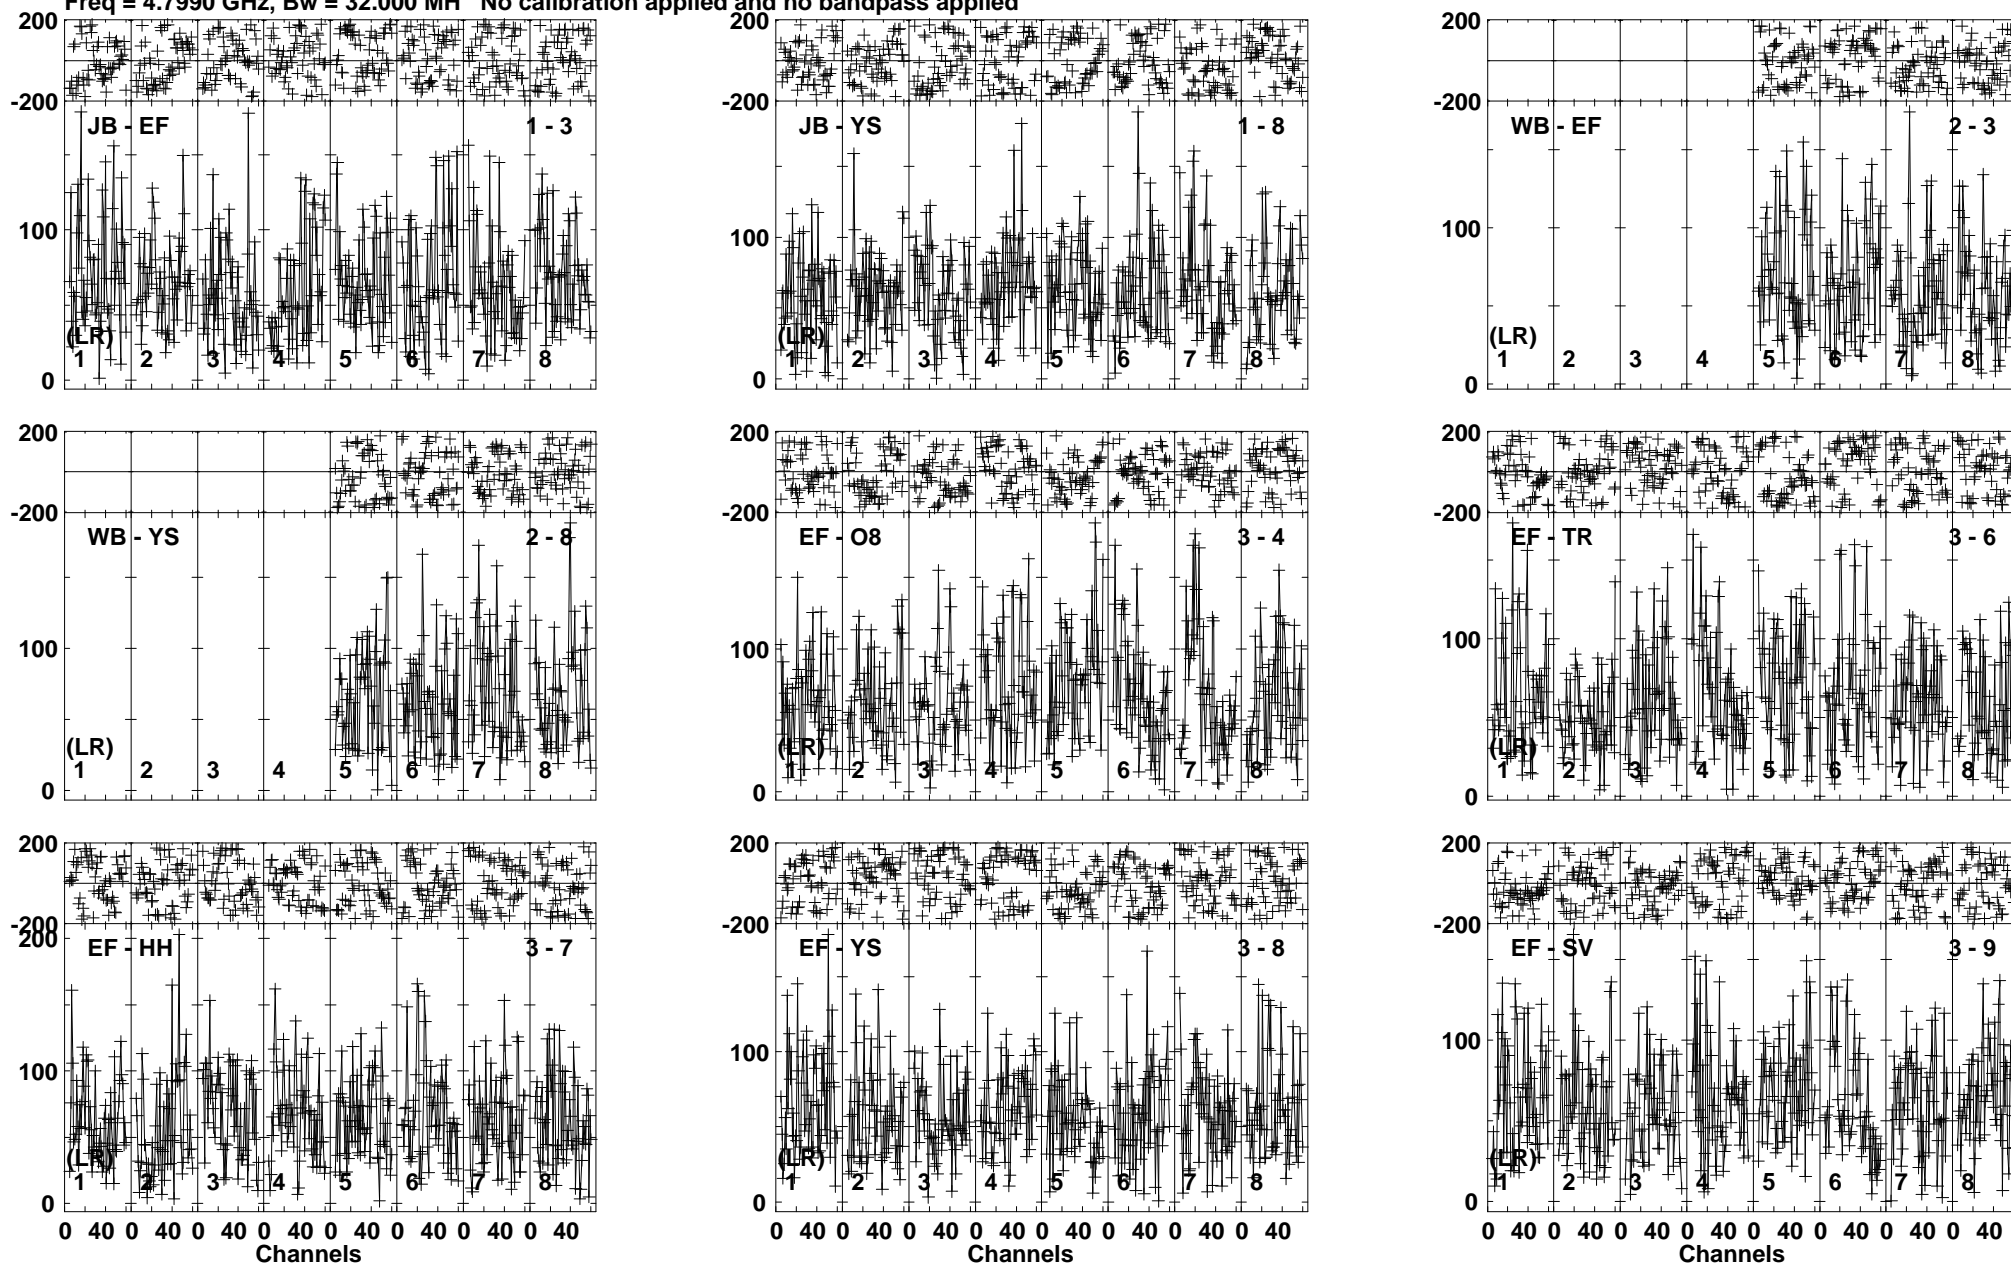 Freq = 4.7990 GHz, Bw = 32.000 MH No calibration applied and no bandpass applied
200 200 200
-200 -200 -200
JB - EF 1 - 3 JB - YS 1 - 8 WB - EF 2 - 3
100 100 100
(LR) (LR) (LR)
1 2 3 4 5 6 7 8 1 2 3 4 5 6 7 8 1 2 3 4 5 6 7 8
0 0 0
200 200 200
-200 -200 -200
WB - YS 2 - 8 EF - O8 3 - 4 EF - TR 3 - 6
100 100 100
(LR) (LR) (LR)
1 2 3 4 5 6 7 8 1 2 3 4 5 6 7 8 1 2 3 4 5 6 7 8
0 0 0
200 200 200
-200 -200 -200
200
EF - HH 3 - 7 EF - YS 3 - 8 EF - SV 3 - 9
100 100 100
(LR) (LR) (LR)
1 2 3 4 5 6 7 8 1 2 3 4 5 6 7 8 1 2 3 4 5 6 7 8
0 0 0
0 40 0 40 0 40 0 40 0 40 0 40 0 40 0 40 0 40 0 40 0 40 0 40 0 40 0 40 0 40 0 40 0 40 0 40 0 40 0 40 0 40 0 40 0 40 0 40
Channels Channels Channels